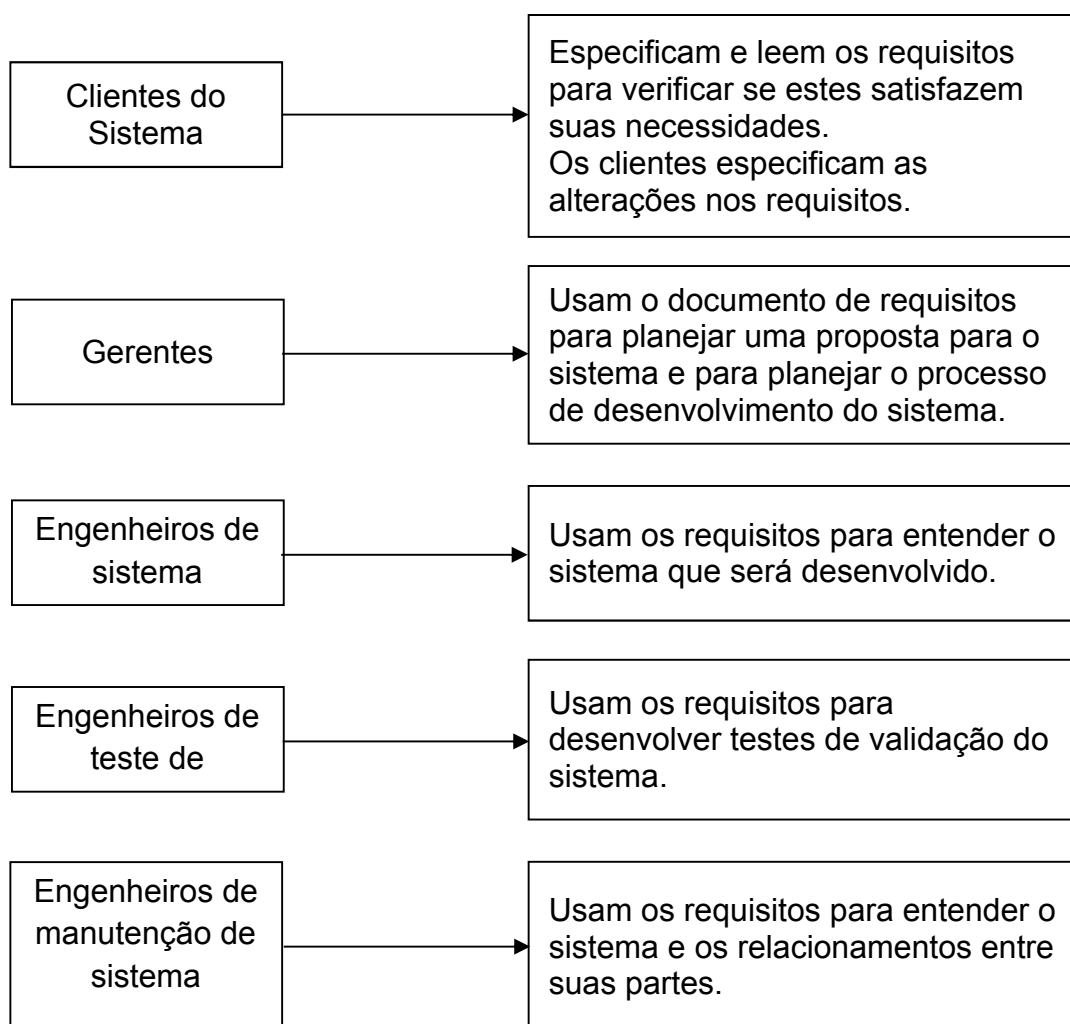 Clientes do
Sistema
Especificam e leem os requisitos
para verificar se estes satisfazem
suas necessidades.
Os clientes especificam as
alterações nos requisitos.
Gerentes
Usam o documento de requisitos
para planejar uma proposta para o
sistema e para planejar o processo
de desenvolvimento do sistema.
Engenheiros de
sistema
Usam os requisitos para entender o
sistema que será desenvolvido.
Engenheiros de
teste de
Usam os requisitos para
desenvolver testes de validação do
sistema.
Engenheiros de
manutenção de
sistema
Usam os requisitos para entender o
sistema e os relacionamentos entre
suas partes.